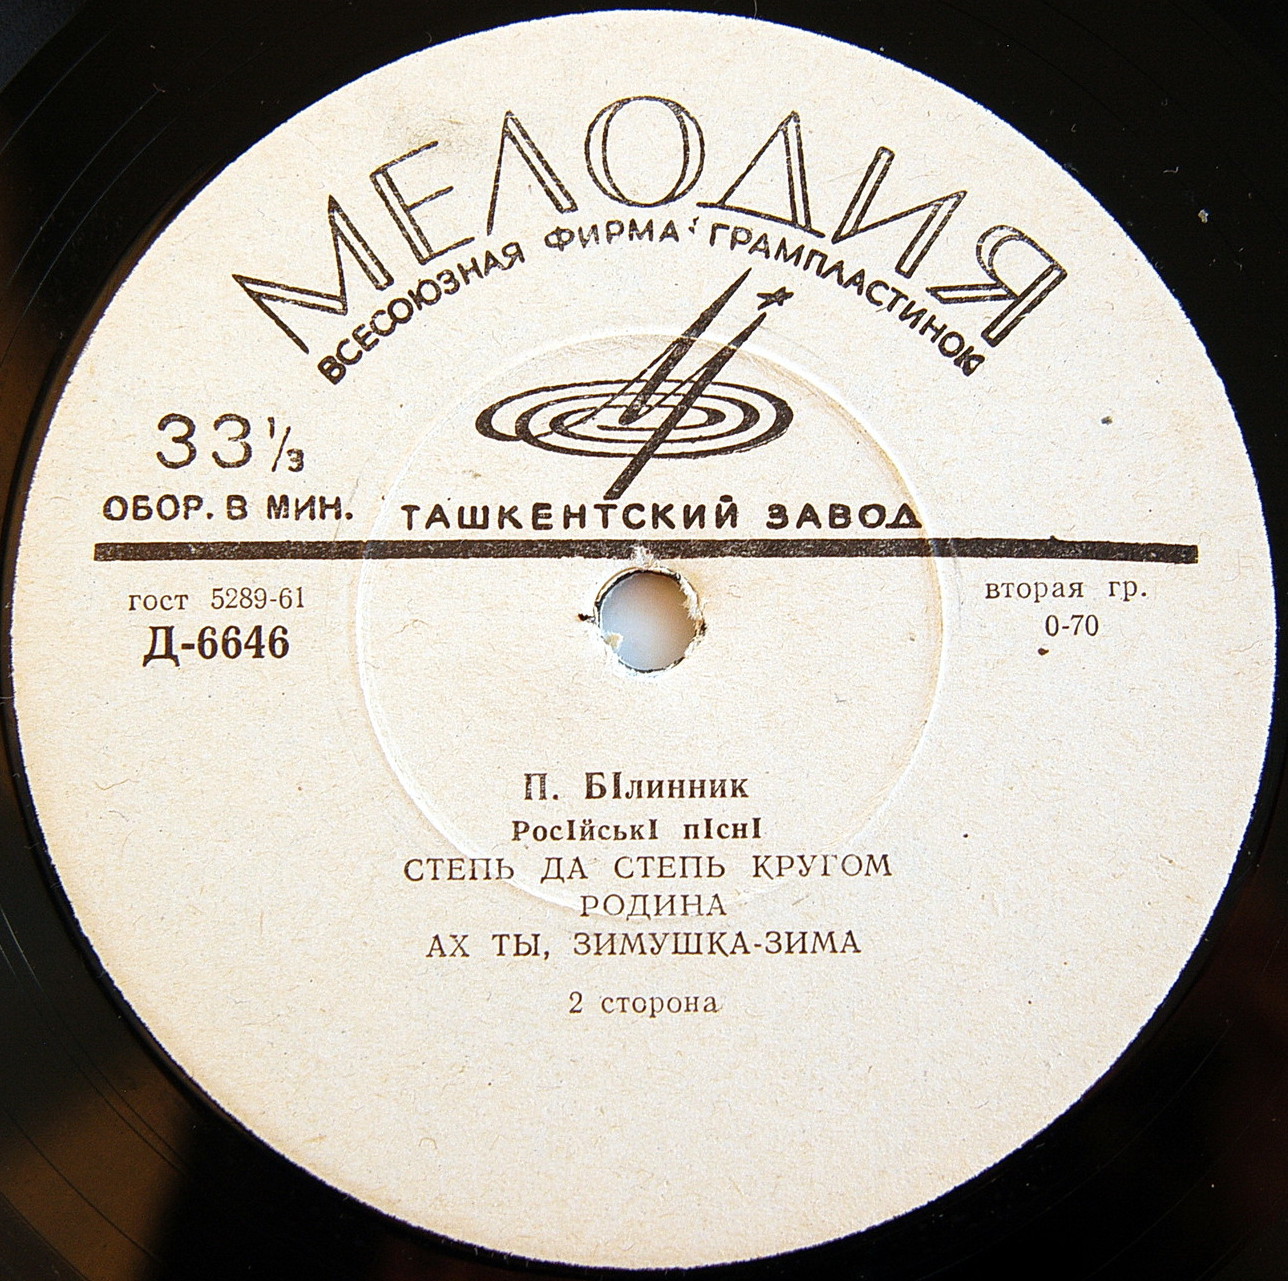 МЕЛОДИЯ
ВСЕСОЮЗНАЯ ФИРМА ГРАМПЛАСТИНОК
33⅓
ОБОР. В МИН.
ТАШКЕНТСКИЙ ЗАВОД
гост 5289-61
Д-6646
вторая гр.
0-70
П. БІлинник
РосІйськІ пІснІ
СТЕПЬ ДА СТЕПЬ КРУГОМ
РОДИНА
АХ ТЫ, ЗИМУШКА-ЗИМА
2 сторона